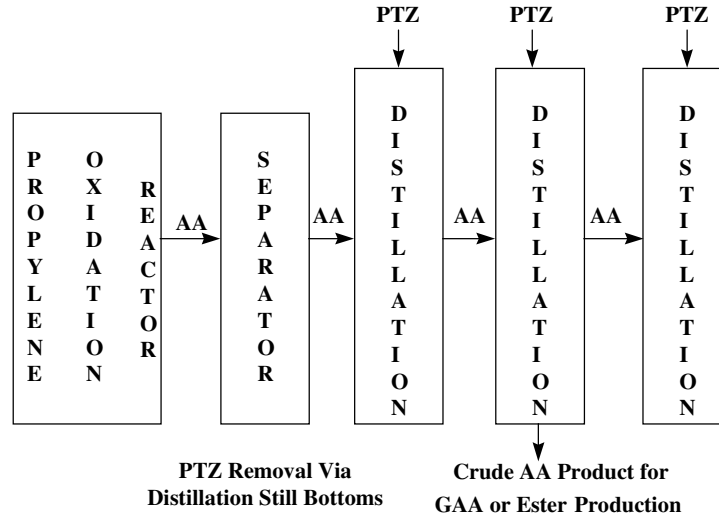 PTZ
PTZ
PTZ
PROPYLENE
OXIDATION
REACTOR
AA
SEPARATOR
AA
DISTILLATION
AA
DISTILLATION
AA
DISTILLATION
PTZ Removal Via
Distillation Still Bottoms
Crude AA Product for
GAA or Ester Production